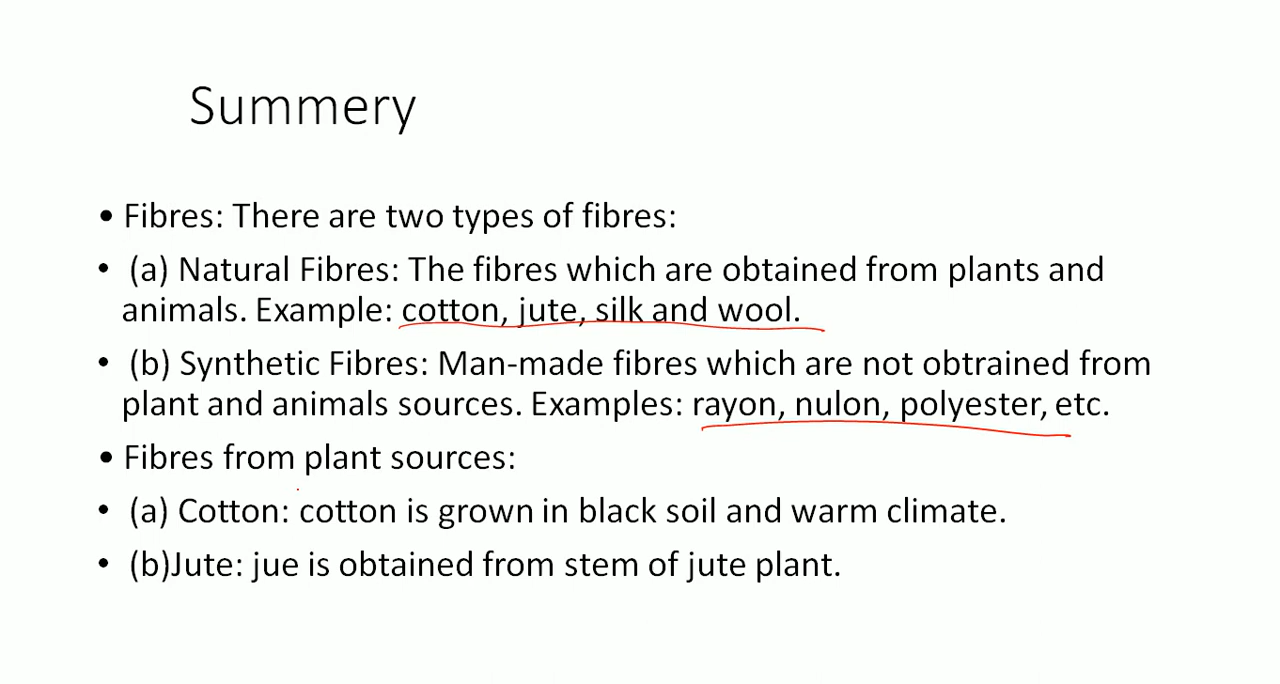 Summery
• Fibres: There are two types of fibres:
• (a) Natural Fibres: The fibres which are obtained from plants and
animals. Example: cotton, jute, silk and wool.
• (b) Synthetic Fibres: Man-made fibres which are not obtrained from
plant and animals sources. Examples: rayon, nulon, polyester, etc.
• Fibres from plant sources:
• (a) Cotton: cotton is grown in black soil and warm climate.
• (b)Jute: jue is obtained from stem of jute plant.